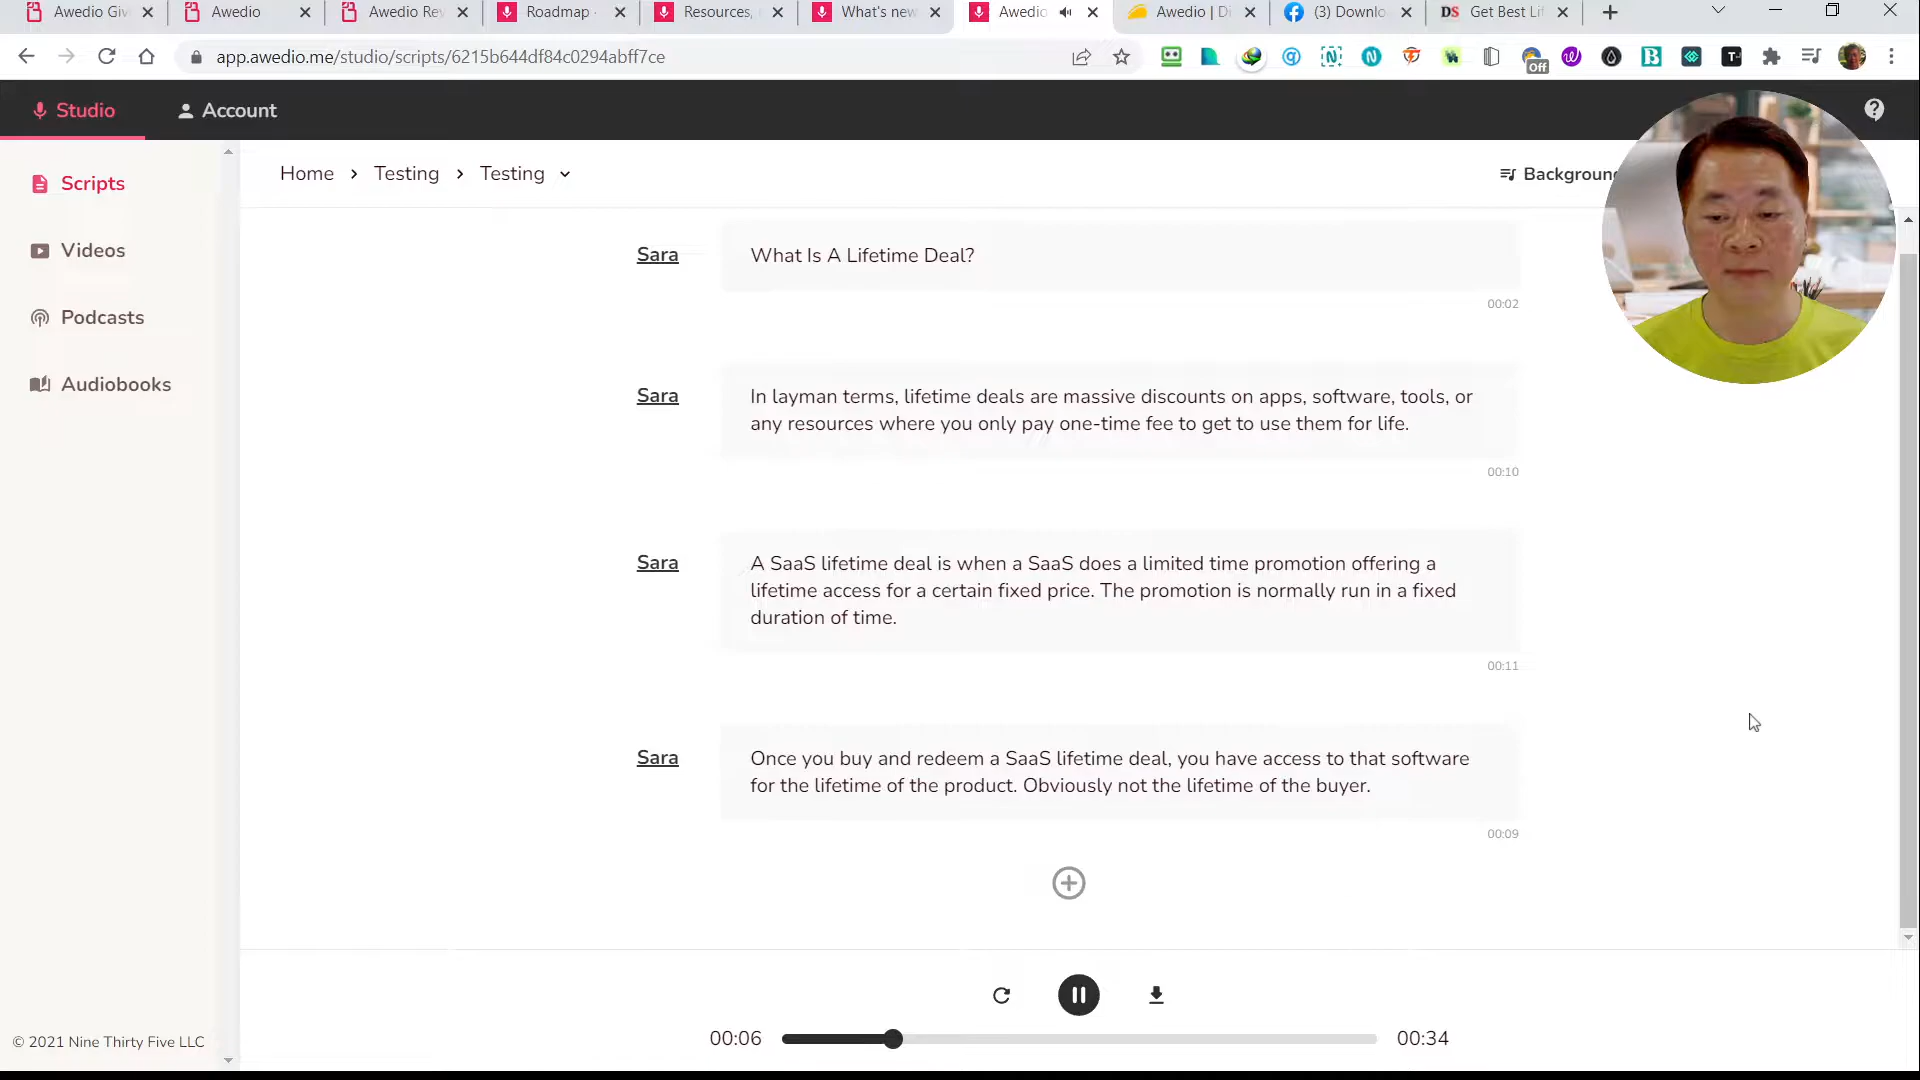 Awedio Giv
Awedio
Awedio Rev
Roadmap -
Resources,
What's new
Awedio
Awedio | Di
(3) Downlo
DS Get Best Lif
app.awedio.me/studio/scripts/6215b644df84c0294abff7ce
Off
Studio
Account
Scripts
Videos
Podcasts
Audiobooks
Home > Testing > Testing
Background
Sara
What Is A Lifetime Deal?
00:02
Sara
In layman terms, lifetime deals are massive discounts on apps, software, tools, or
any resources where you only pay one-time fee to get to use them for life.
00:10
Sara
A SaaS lifetime deal is when a SaaS does a limited time promotion offering a
lifetime access for a certain fixed price. The promotion is normally run in a fixed
duration of time.
00:11
Sara
Once you buy and redeem a SaaS lifetime deal, you have access to that software
for the lifetime of the product. Obviously not the lifetime of the buyer.
00:09
00:06
00:34
© 2021 Nine Thirty Five LLC